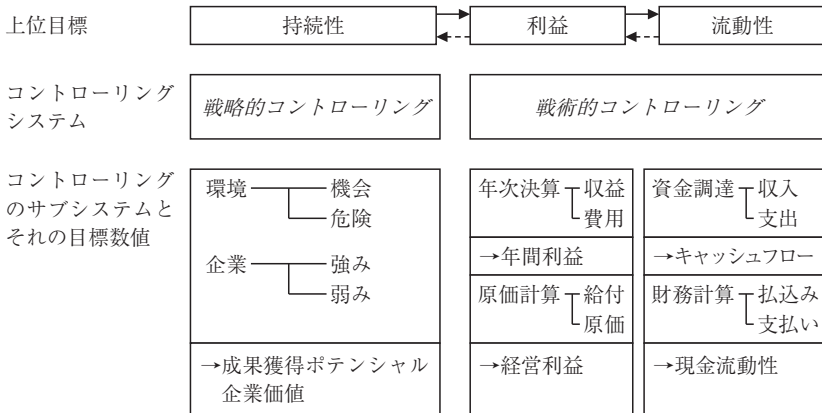 上位目標
持続性
利益
流動性
コントローリング
システム
戦略的コントローリング
戦術的コントローリング
コントローリング
のサブシステムと
それの目標数値
環境
機会
危険
企業
強み
弱み
→成果獲得ポテンシャル
企業価値
年次決算
収益
費用
→年間利益
原価計算
給付
原価
→経営利益
資金調達
収入
支出
→キャッシュフロー
財務計算
払込み
支払い
→現金流動性